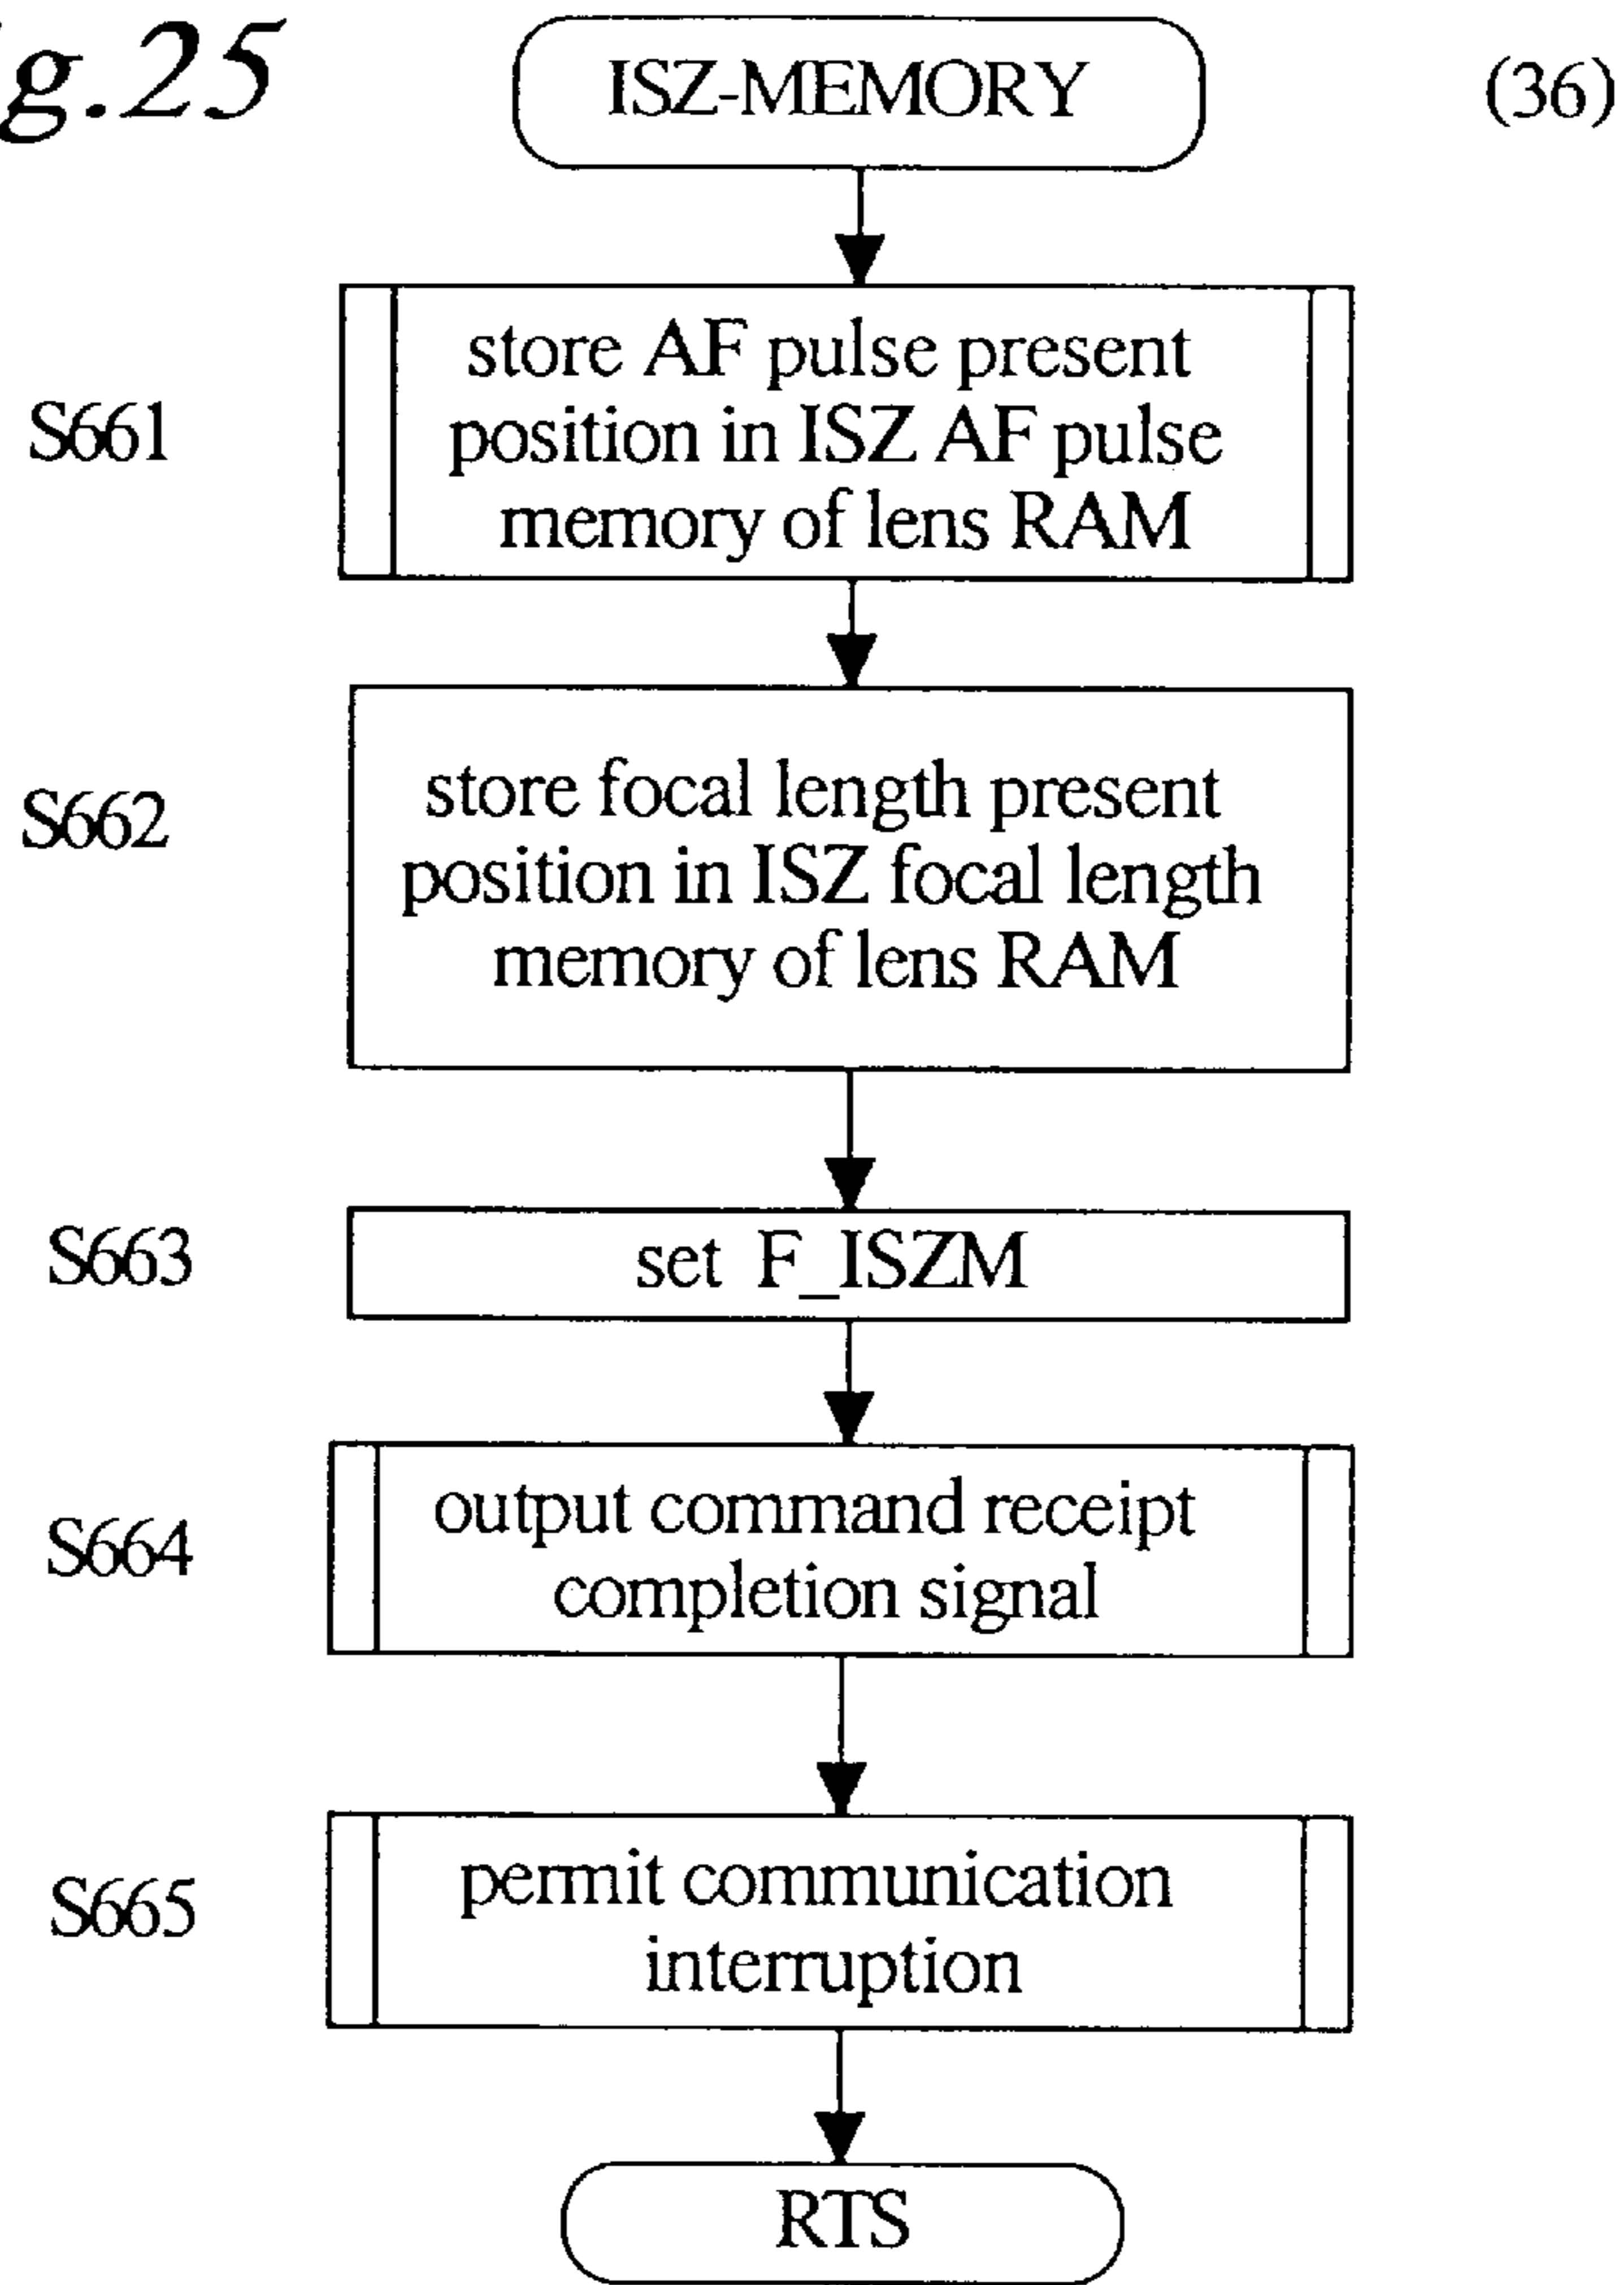 g.25
ISZ-MEMORY
(36)
S661
store AF pulse present
position in ISZ AF pulse
memory of lens RAM
S662
store focal length present
position in ISZ focal length
memory of lens RAM
S663
set F_ISZM
S664
output command receipt
completion signal
S665
permit communication
interruption
RTS